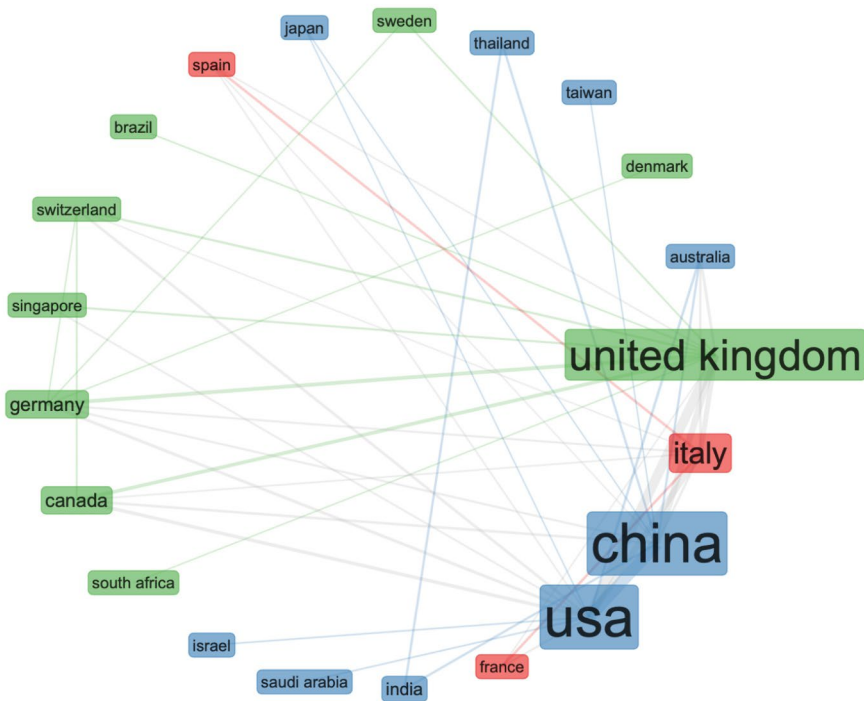 sweden
japan
thailand
spain
taiwan
brazil
denmark
switzerland
australia
singapore
united kingdom
germany
italy
canada
china
south africa
usa
israel
france
saudi arabia
india